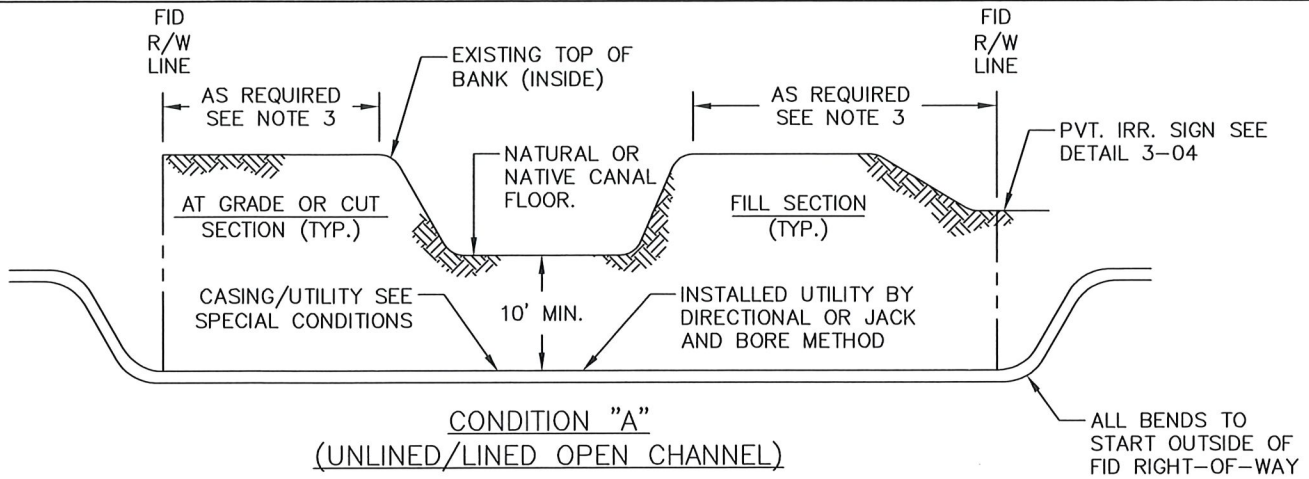 FID
R/W
LINE
FID
R/W
LINE
EXISTING TOP OF
BANK (INSIDE)
AS REQUIRED
SEE NOTE 3
AS REQUIRED
SEE NOTE 3
PVT. IRR. SIGN SEE
DETAIL 3-04
NATURAL OR
NATIVE CANAL
FLOOR.
AT GRADE OR CUT
SECTION (TYP.)
FILL SECTION
(TYP.)
CASING/UTILITY SEE
SPECIAL CONDITIONS
10' MIN.
INSTALLED UTILITY BY
DIRECTIONAL OR JACK
AND BORE METHOD
CONDITION "A"
(UNLINED/LINED OPEN CHANNEL)
ALL BENDS TO
START OUTSIDE OF
FID RIGHT-OF-WAY